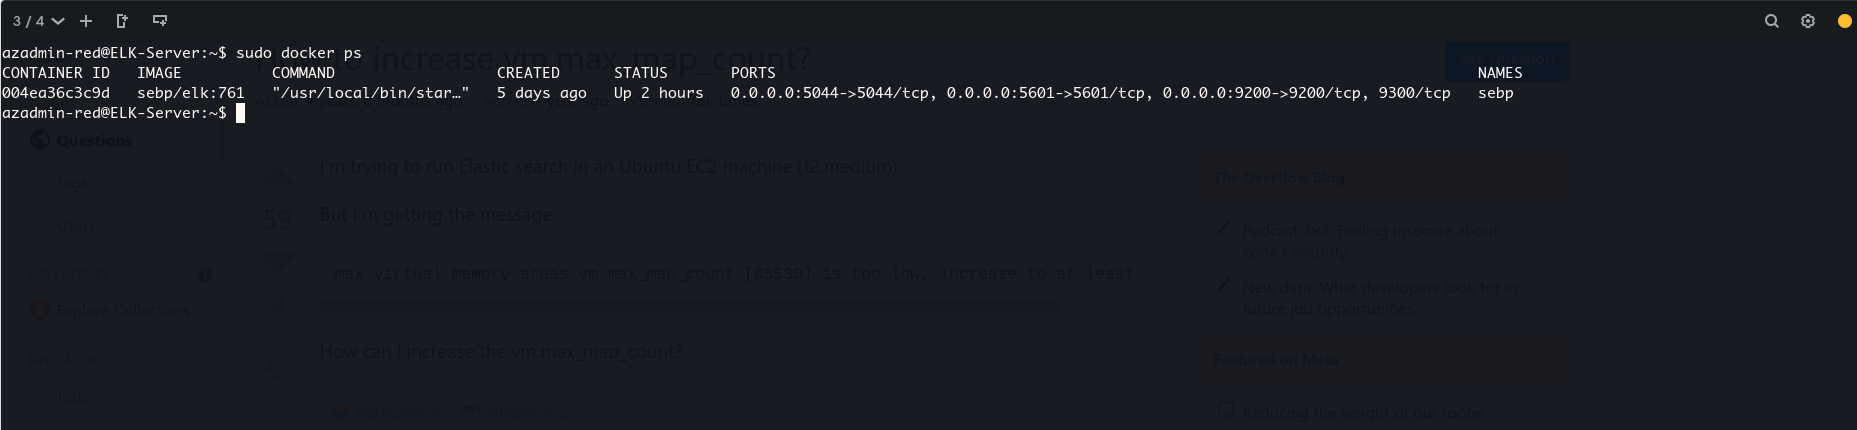 3 / 4
azadmin-red@ELK-Server:~$ sudo docker ps
CONTAINER ID   IMAGE          COMMAND                  CREATED      STATUS       PORTS                                                                              NAMES
004ea36c3c9d   sebp/elk:761   "/usr/local/bin/star…"   5 days ago   Up 2 hours   0.0.0.0:5044->5044/tcp, 0.0.0.0:5601->5601/tcp, 0.0.0.0:9200->9200/tcp, 9300/tcp   sebp
azadmin-red@ELK-Server:~$
to increase vm.max_map_count?
Ask Question
Questions
Tags
Users
COLLECTIVES
Explore Collectives
FIND A JOB
Jobs
I'm trying to run Elastic search in an Ubuntu EC2 machine (t2.medium).
59
But I'm getting the message:
max virtual memory areas vm.max_map_count [65530] is too low, increase to at least
How can I increase the vm.max_map_count?
elasticsearch
amazon-ec2
The Overflow Blog
Podcast 398: Feeling insecure about
code's security
New data: What developers look for in
future job opportunities
Featured on Meta
Reducing the weight of our footer